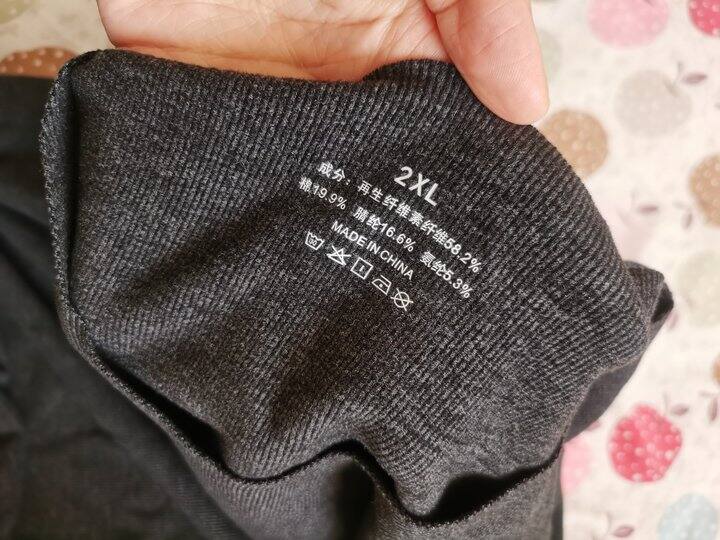 2XL
成分：再生纤维素纤维58.2%
棉19.9% 腈纶16.6% 氨纶5.3%
MADE IN CHINA